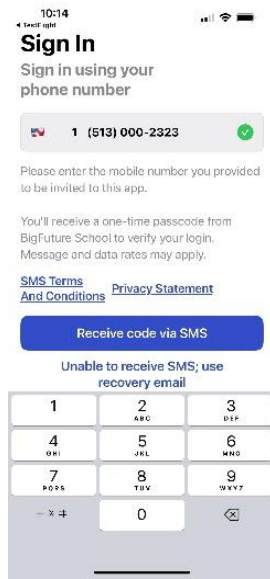 10:14
◂ TestFlight
Sign In
Sign in using your
phone number
1 (513) 000-2323
Please enter the mobile number you provided
to be invited to this app.
You'll receive a one-time passcode from
BigFuture School to verify your login.
Message and data rates may apply.
SMS Terms
And Conditions
Privacy Statement
Receive code via SMS
Unable to receive SMS; use
recovery email
1
2 ABC
3 DEF
4 GHI
5 JKL
6 MNO
7 PQRS
8 TUV
9 WXYZ
+ * #
0